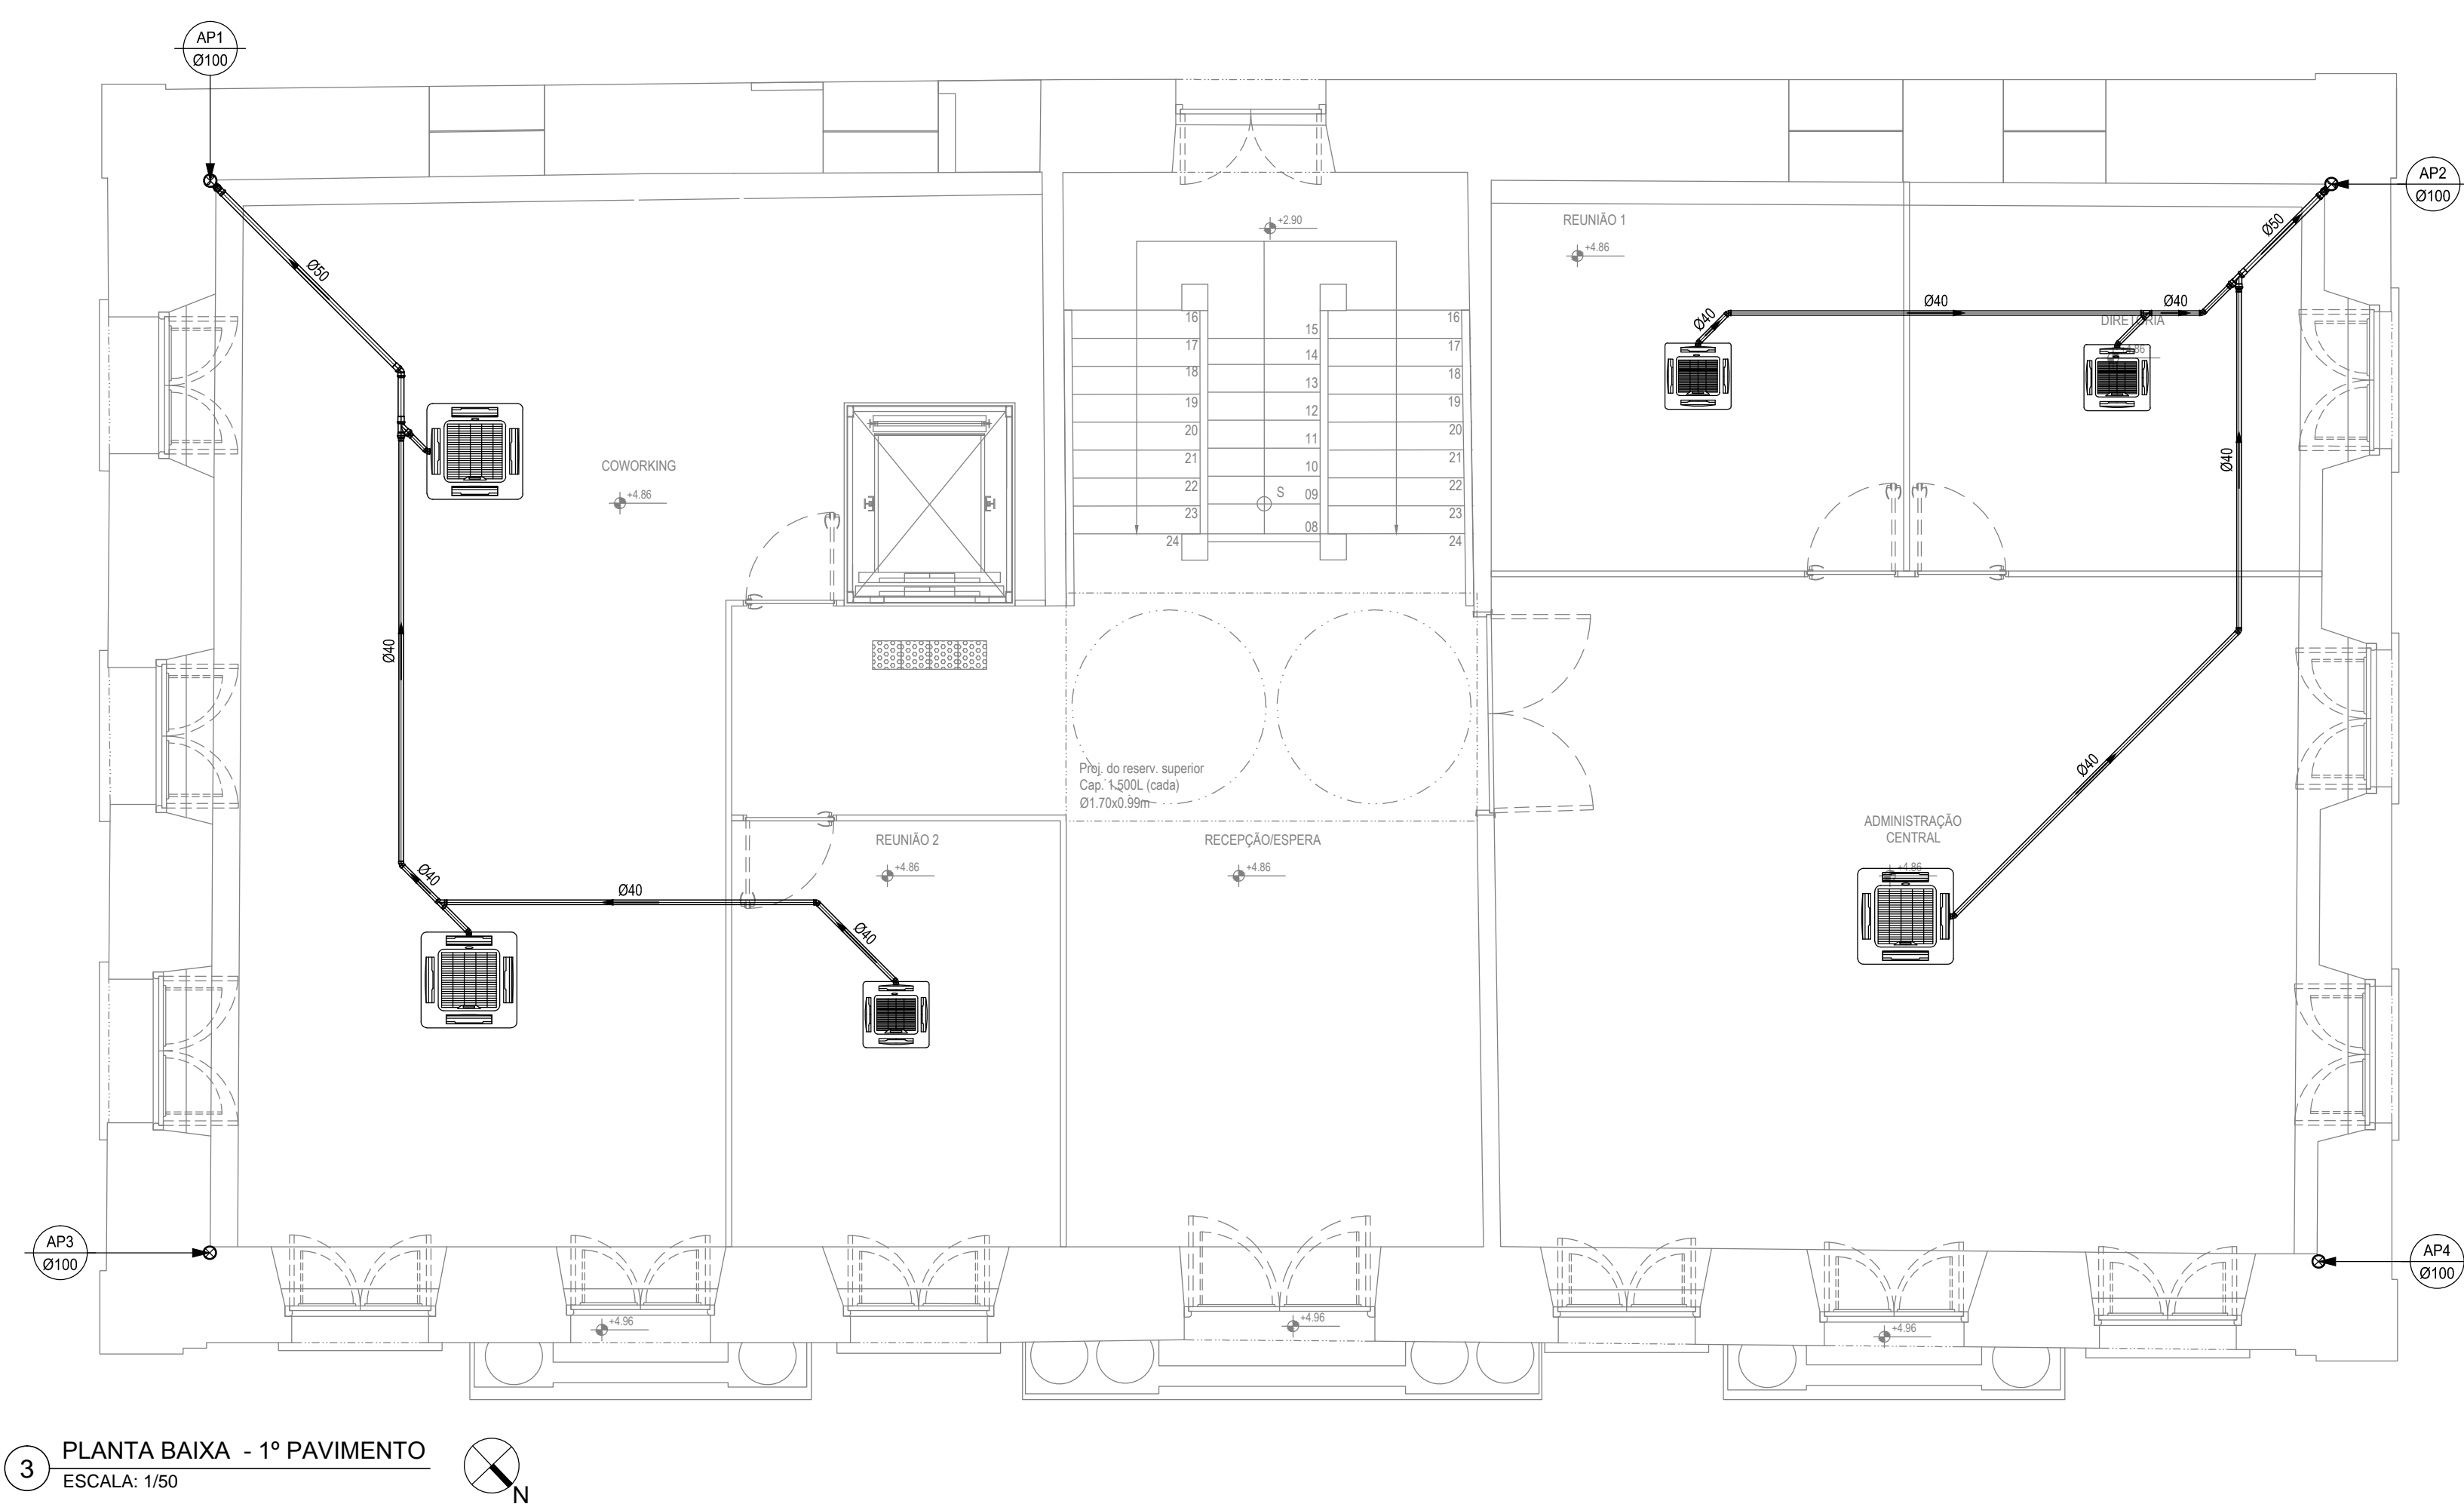 AP1
Ø100
AP2
Ø100
Ø50
Ø50
REUNIÃO 1
+4.86
+2.90
Ø40
Ø40
Ø40
DIRETORIA
+4.86
16
17
18
19
20
21
22
23
24
15
14
13
12
11
10
09
08
S
16
17
18
19
20
21
22
23
24
COWORKING
+4.86
Ø40
Ø40
Ø40
Proj. do reserv. superior
Cap. 1.500L (cada)
Ø1.70x0.99m
REUNIÃO 2
+4.86
RECEPÇÃO/ESPERA
+4.86
ADMINISTRAÇÃO
CENTRAL
+4.86
Ø40
Ø40
Ø40
AP3
Ø100
AP4
Ø100
+4.96
+4.96
+4.96
3
PLANTA BAIXA - 1º PAVIMENTO
ESCALA: 1/50
N